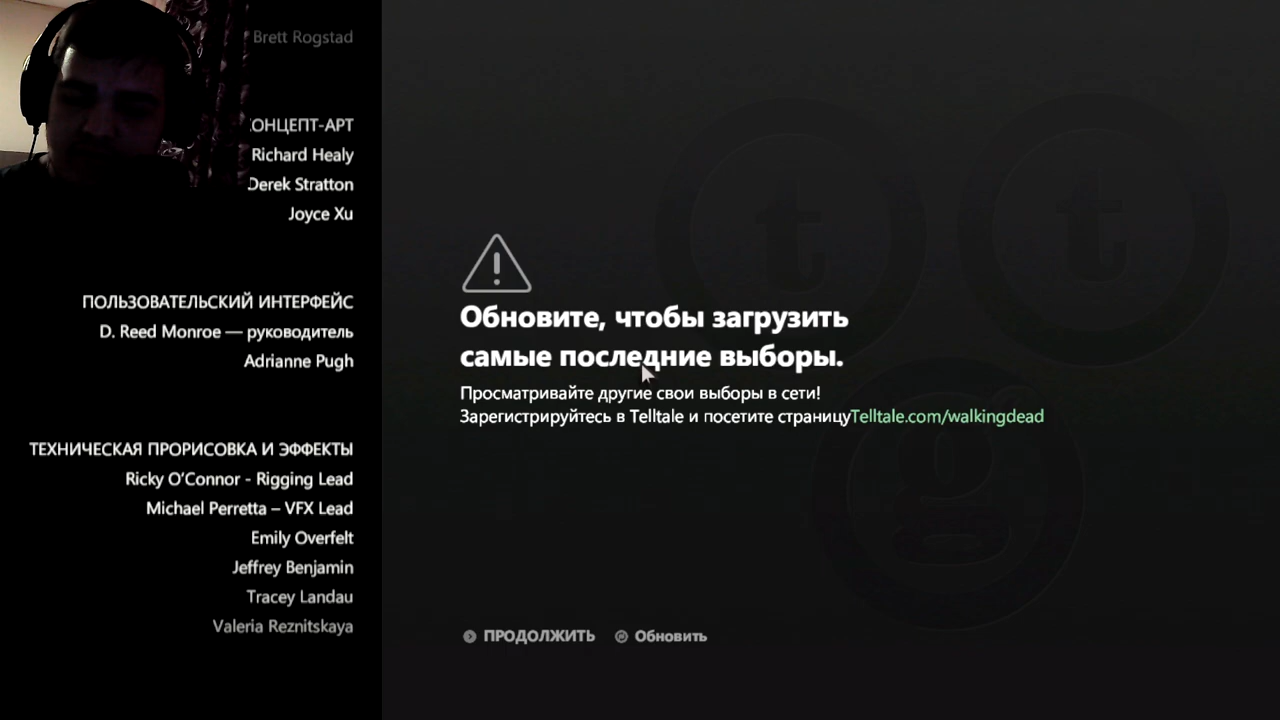 Brett Rogstad
ОНЦЕПТ-АРТ
Richard Healy
Derek Stratton
Joyce Xu
ПОЛЬЗОВАТЕЛЬСКИЙ ИНТЕРФЕЙС
D. Reed Monroe — руководитель
Adrianne Pugh
ТЕХНИЧЕСКАЯ ПРОРИСОВКА И ЭФФЕКТЫ
Ricky O’Connor - Rigging Lead
Michael Perretta – VFX Lead
Emily Overfelt
Jeffrey Benjamin
Tracey Landau
Valeria Reznitskaya
t t
g
Обновите, чтобы загрузить
самые последние выборы.
Просматривайте другие свои выборы в сети!
Зарегистрируйтесь в Telltale и посетите страницуTelltale.com/walkingdead
ПРОДОЛЖИТЬ Обновить